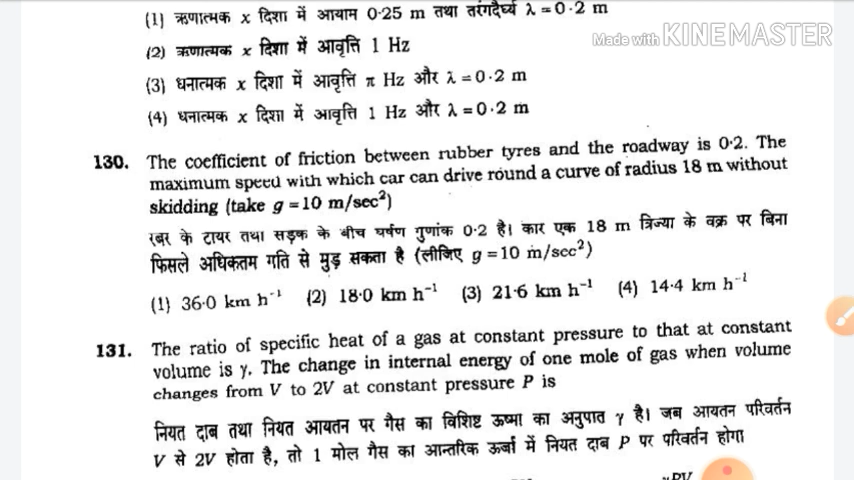 (1) ऋणात्मक x दिशा में आयाम 0·25 m तथा तरंगदैर्घ्य λ = 0·2 m
Made with KINEMASTER
(2) ऋणात्मक x दिशा में आवृत्ति 1 Hz
(3) धनात्मक x दिशा में आवृत्ति π Hz और λ = 0·2 m
(4) धनात्मक x दिशा में आवृत्ति 1 Hz और λ = 0·2 m
130. The coefficient of friction between rubber tyres and the roadway is 0·2. The
maximum speed with which car can drive round a curve of radius 18 m without
skidding (take g = 10 m/sec²)
रबर के टायर तथा सड़क के बीच घर्षण गुणांक 0·2 है। कार एक 18 m त्रिज्या के वक्र पर बिना
फिसले अधिकतम गति से मुड़ सकता है (लीजिए g = 10 m/sec²)
(1) 36·0 km h⁻¹ (2) 18·0 km h⁻¹ (3) 21·6 km h⁻¹ (4) 14·4 km h⁻¹
131. The ratio of specific heat of a gas at constant pressure to that at constant
volume is γ. The change in internal energy of one mole of gas when volume
changes from V to 2V at constant pressure P is
नियत दाब तथा नियत आयतन पर गैस का विशिष्ट ऊष्मा का अनुपात γ है। जब आयतन परिवर्तन
V से 2V होता है, तो 1 मोल गैस का आन्तरिक ऊर्जा में नियत दाब P पर परिवर्तन होगा
γPV